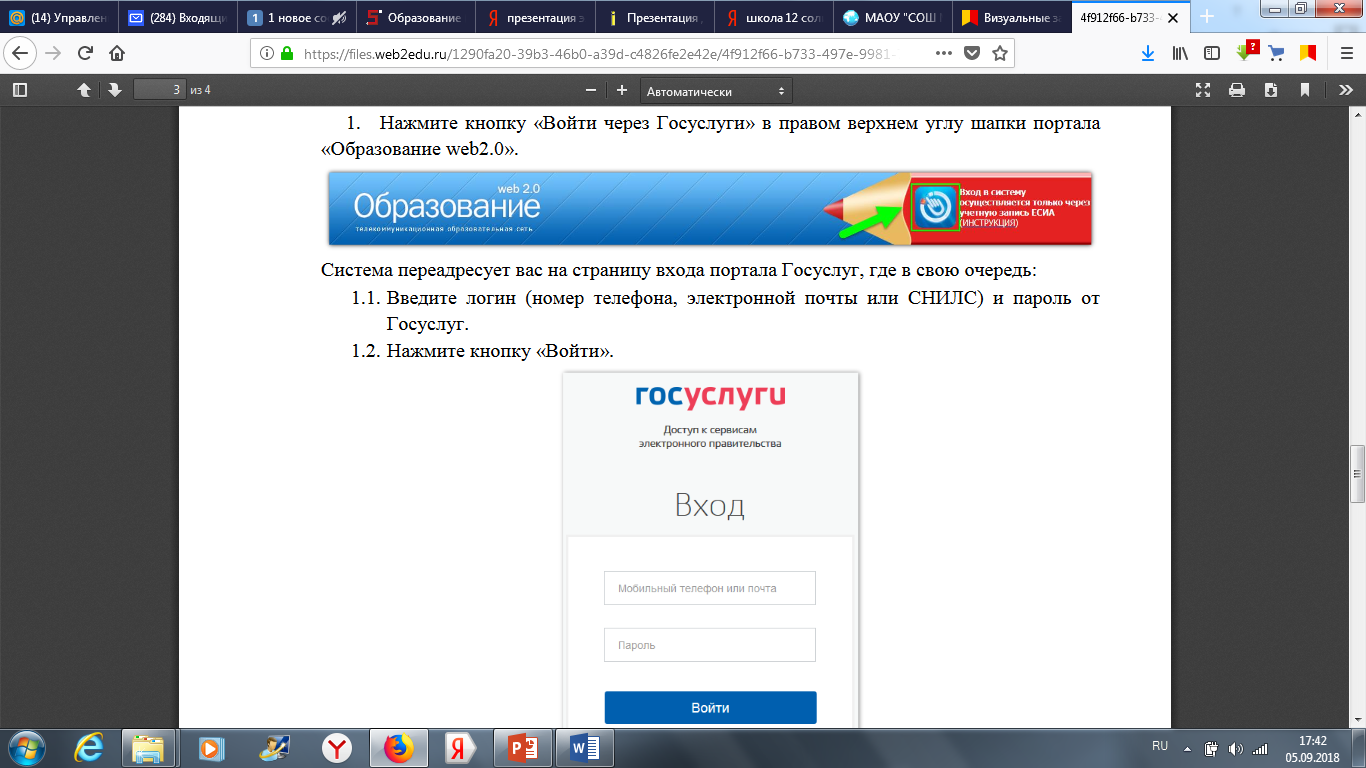 (14) Управлен
(284) Входящи
1 новое соо
Образование
презентация э
Презентация
школа 12 соли
МАОУ "СОШ
Визуальные за
4f912f66-b733-
https://files.web2edu.ru/1290fa20-39b3-46b0-a39d-c4826fe2e42e/4f912f66-b733-497e-9981-
3 из 4
Автоматически
1. Нажмите кнопку «Войти через Госуслуги» в правом верхнем углу шапки портала
«Образование web2.0».
web 2.0
Образование
телекоммуникационная образовательная сеть
Вход в систему
осуществляется только через
учетную запись ЕСИА
(ИНСТРУКЦИЯ)
Система переадресует вас на страницу входа портала Госуслуг, где в свою очередь:
1.1. Введите логин (номер телефона, электронной почты или СНИЛС) и пароль от
Госуслуг.
1.2. Нажмите кнопку «Войти».
госуслуги
Доступ к сервисам
электронного правительства
Вход
Мобильный телефон или почта
Пароль
Войти
RU
17:42
05.09.2018